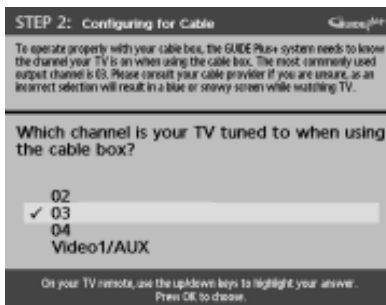 STEP 2: Configuring for Cable
GUIDE Plus+
To operate properly with your cable box, the GUIDE Plus+ system needs to know
the channel your TV is on when using the cable box. The most commonly used
output channel is 03. Please consult your cable provider if you are unsure, as an
incorrect selection will result in a blue or snowy screen while watching TV.
Which channel is your TV tuned to when using
the cable box?
02
✓ 03
04
Video1/AUX
On your TV remote, use the up/down keys to highlight your answer.
Press OK to choose.